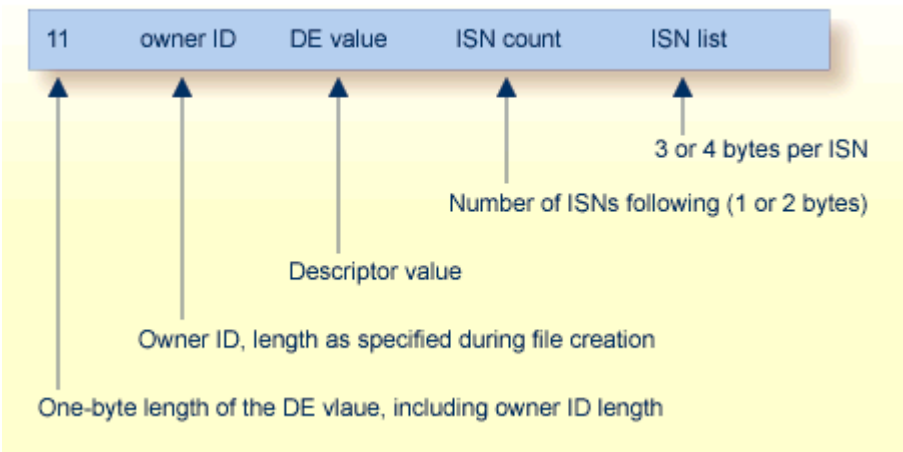 11 owner ID DE value ISN count ISN list
3 or 4 bytes per ISN
Number of ISNs following (1 or 2 bytes)
Descriptor value
Owner ID, length as specified during file creation
One-byte length of the DE vlaue, including owner ID length